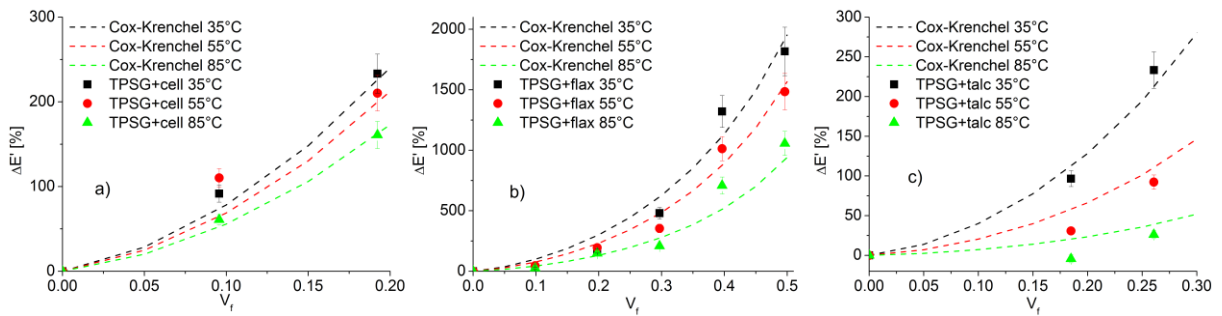 300
200
100
0
0.00
0.05
0.10
0.15
0.20
ΔE' [%]
V_f
Cox-Krenchel 35°C
Cox-Krenchel 55°C
Cox-Krenchel 85°C
TPSG+cell 35°C
TPSG+cell 55°C
TPSG+cell 85°C
a)
2000
1500
1000
500
0
0.0
0.1
0.2
0.3
0.4
0.5
ΔE' [%]
V_f
Cox-Krenchel 35°C
Cox-Krenchel 55°C
Cox-Krenchel 85°C
TPSG+flax 35°C
TPSG+flax 55°C
TPSG+flax 85°C
b)
300
250
200
150
100
50
0
0.00
0.05
0.10
0.15
0.20
0.25
0.30
ΔE' [%]
V_f
Cox-Krenchel 35°C
Cox-Krenchel 55°C
Cox-Krenchel 85°C
TPSG+talc 35°C
TPSG+talc 55°C
TPSG+talc 85°C
c)